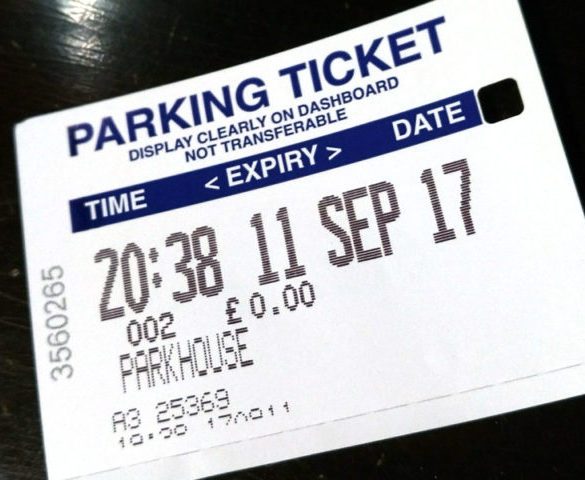 PARKING TICKET
DISPLAY CLEARLY ON DASHBOARD
NOT TRANSFERABLE
TIME < EXPIRY > DATE
20:38 11 SEP 17
002 £0.00
PARKHOUSE
A3 25369
3560265